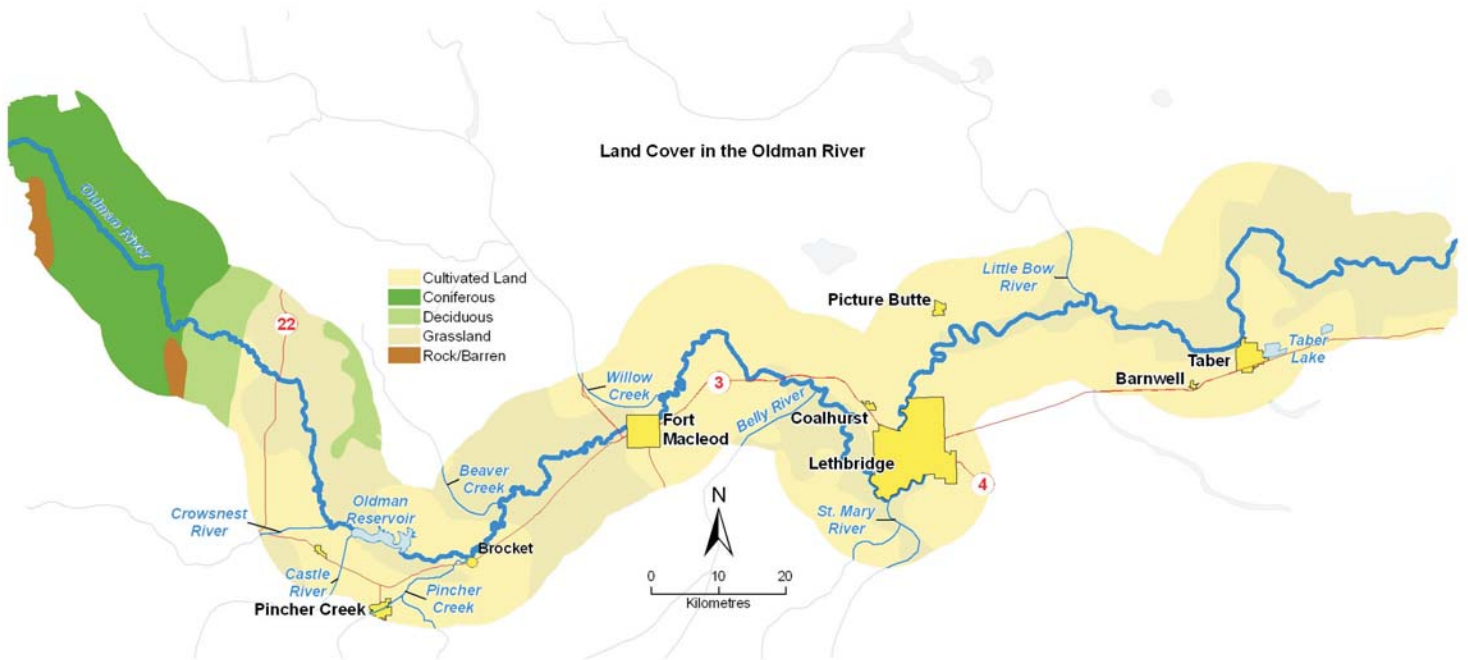 Land Cover in the Oldman River
Oldman River
Cultivated Land
Coniferous
Deciduous
Grassland
Rock/Barren
22
Little Bow
River
Picture Butte
Taber
Lake
Taber
Barnwell
Willow
Creek
3
Belly River
Coalhurst
Fort
Macleod
Lethbridge
Beaver
Creek
4
Oldman
Reservoir
Crowsnest
River
St. Mary
River
N
Brocket
Castle
River
Pincher
Creek
Pincher Creek
0 10 20
Kilometres